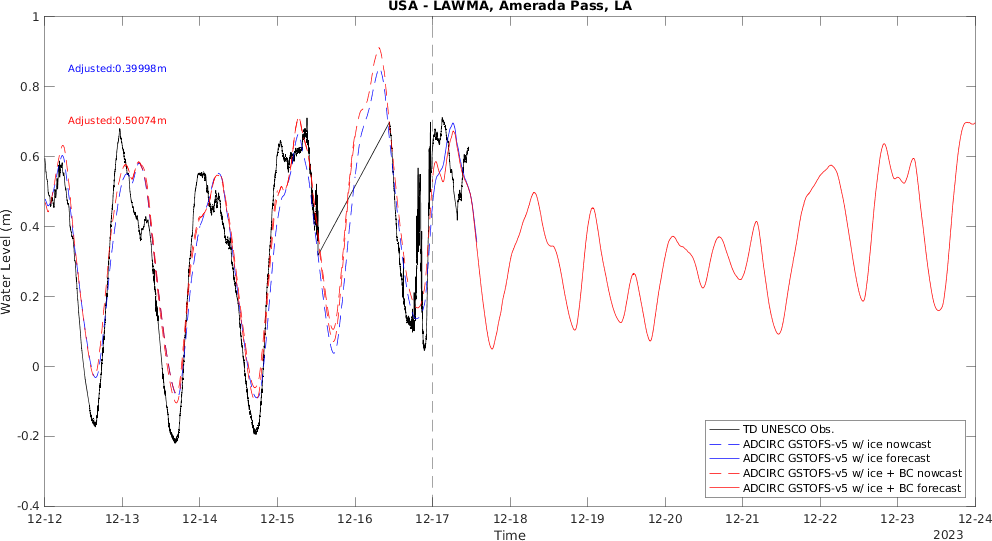 USA - LAWMA, Amerada Pass, LA
1
0.8
0.6
0.4
0.2
0
-0.2
-0.4
Water Level (m)
Adjusted:0.39998m
Adjusted:0.50074m
TD UNESCO Obs.
ADCIRC GSTOFS-v5 w/ ice nowcast
ADCIRC GSTOFS-v5 w/ ice forecast
ADCIRC GSTOFS-v5 w/ ice + BC nowcast
ADCIRC GSTOFS-v5 w/ ice + BC forecast
12-12 12-13 12-14 12-15 12-16 12-17 12-18 12-19 12-20 12-21 12-22 12-23 12-24
Time
2023